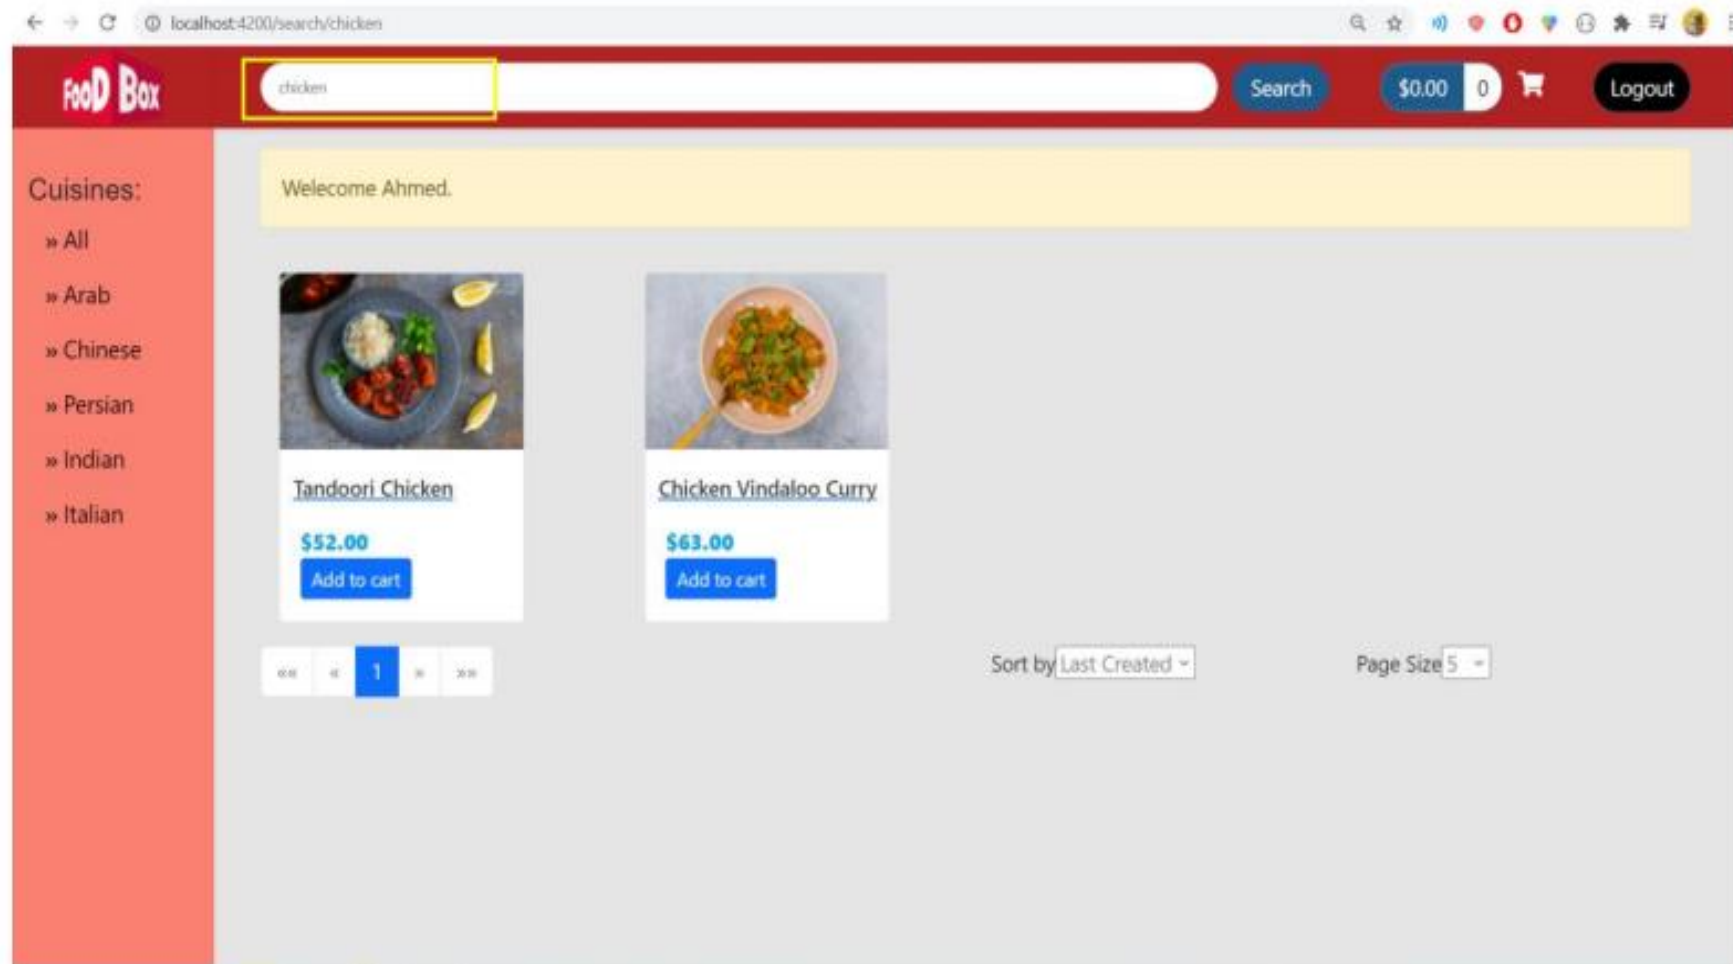 localhost:4200/search/chicken
FooD Box
chicken
Search
$0.00 0
Logout
Cuisines:
» All
» Arab
» Chinese
» Persian
» Indian
» Italian
Welecome Ahmed.
Tandoori Chicken
$52.00
Add to cart
Chicken Vindaloo Curry
$63.00
Add to cart
«« « 1 » »»
Sort by Last Created
Page Size 5